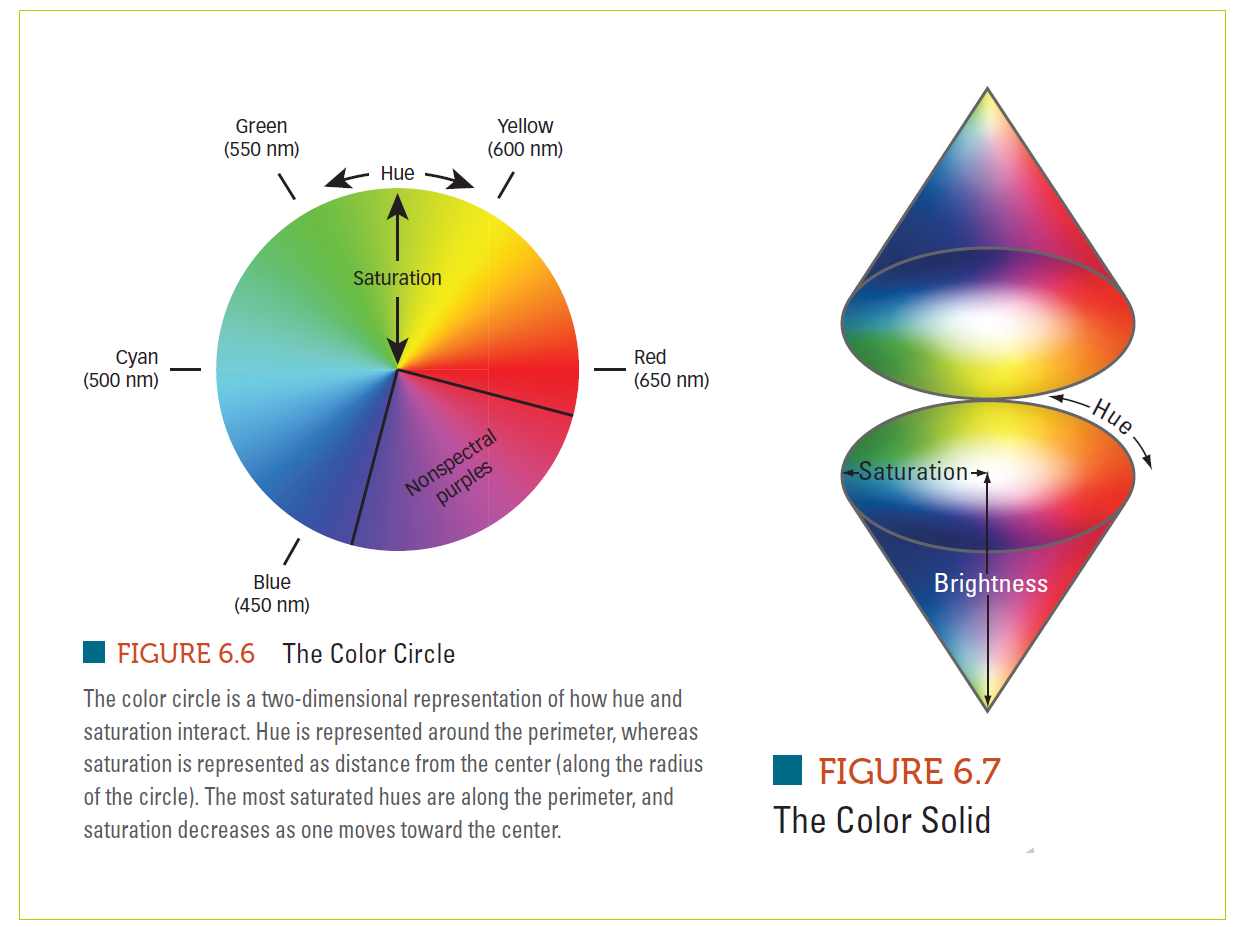 Green
(550 nm)
Yellow
(600 nm)
Hue
Saturation
Cyan
(500 nm)
Red
(650 nm)
Nonspectral
purples
Blue
(450 nm)
FIGURE 6.6 The Color Circle
The color circle is a two-dimensional representation of how hue and
saturation interact. Hue is represented around the perimeter, whereas
saturation is represented as distance from the center (along the radius
of the circle). The most saturated hues are along the perimeter, and
saturation decreases as one moves toward the center.
Hue
Saturation
Brightness
FIGURE 6.7
The Color Solid